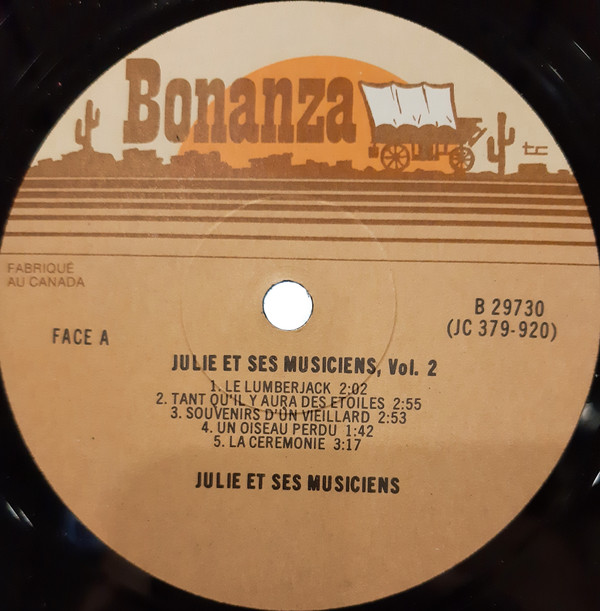 Bonanza
tc
FABRIQUÉ
AU CANADA
B 29730
(JC 379-920)
FACE A
JULIE ET SES MUSICIENS, Vol. 2
1. LE LUMBERJACK 2:02
2. TANT QU'IL Y AURA DES ETOILES 2:55
3. SOUVENIRS D'UN VIEILLARD 2:53
4. UN OISEAU PERDU 1:42
5. LA CEREMONIE 3:17
JULIE ET SES MUSICIENS